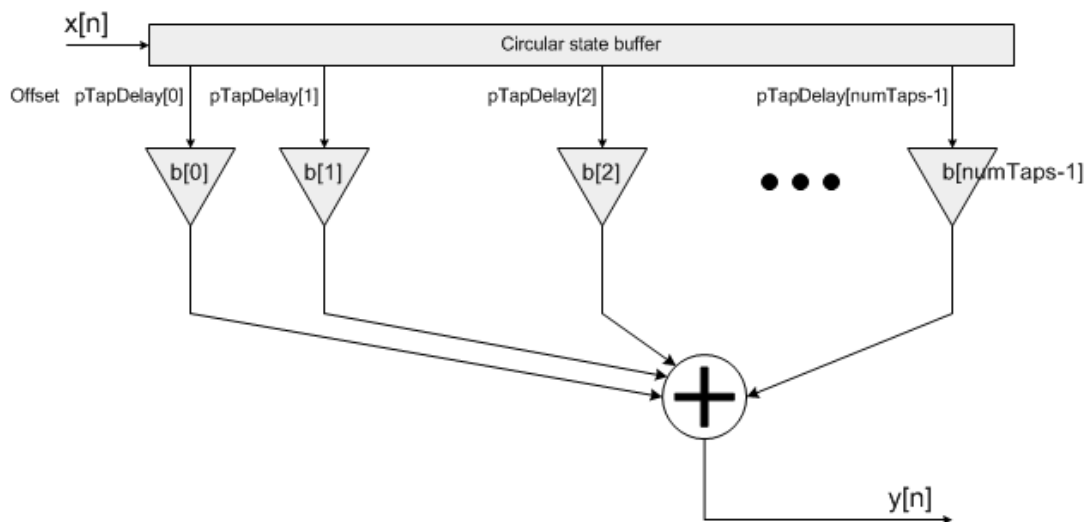 x[n]
Circular state buffer
Offset pTapDelay[0] pTapDelay[1] pTapDelay[2] pTapDelay[numTaps-1]
b[0] b[1] b[2] b[numTaps-1]
y[n]